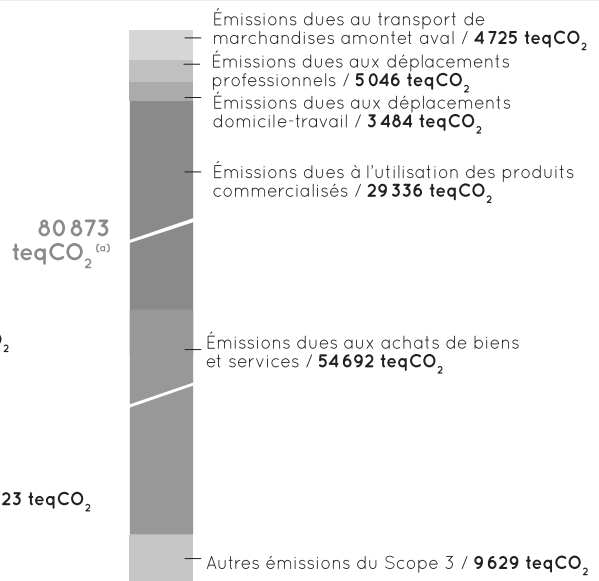 Émissions dues au transport de
marchandises amontet aval / 4 725 teqCO2
Émissions dues aux déplacements
professionnels / 5 046 teqCO2
Émissions dues aux déplacements
domicile-travail / 3 484 teqCO2
Émissions dues à l'utilisation des produits
commercialisés / 29 336 teqCO2
80 873
teqCO2 (a)
Émissions dues aux achats de biens
et services / 54 692 teqCO2
23 teqCO2
Autres émissions du Scope 3 / 9 629 teqCO2